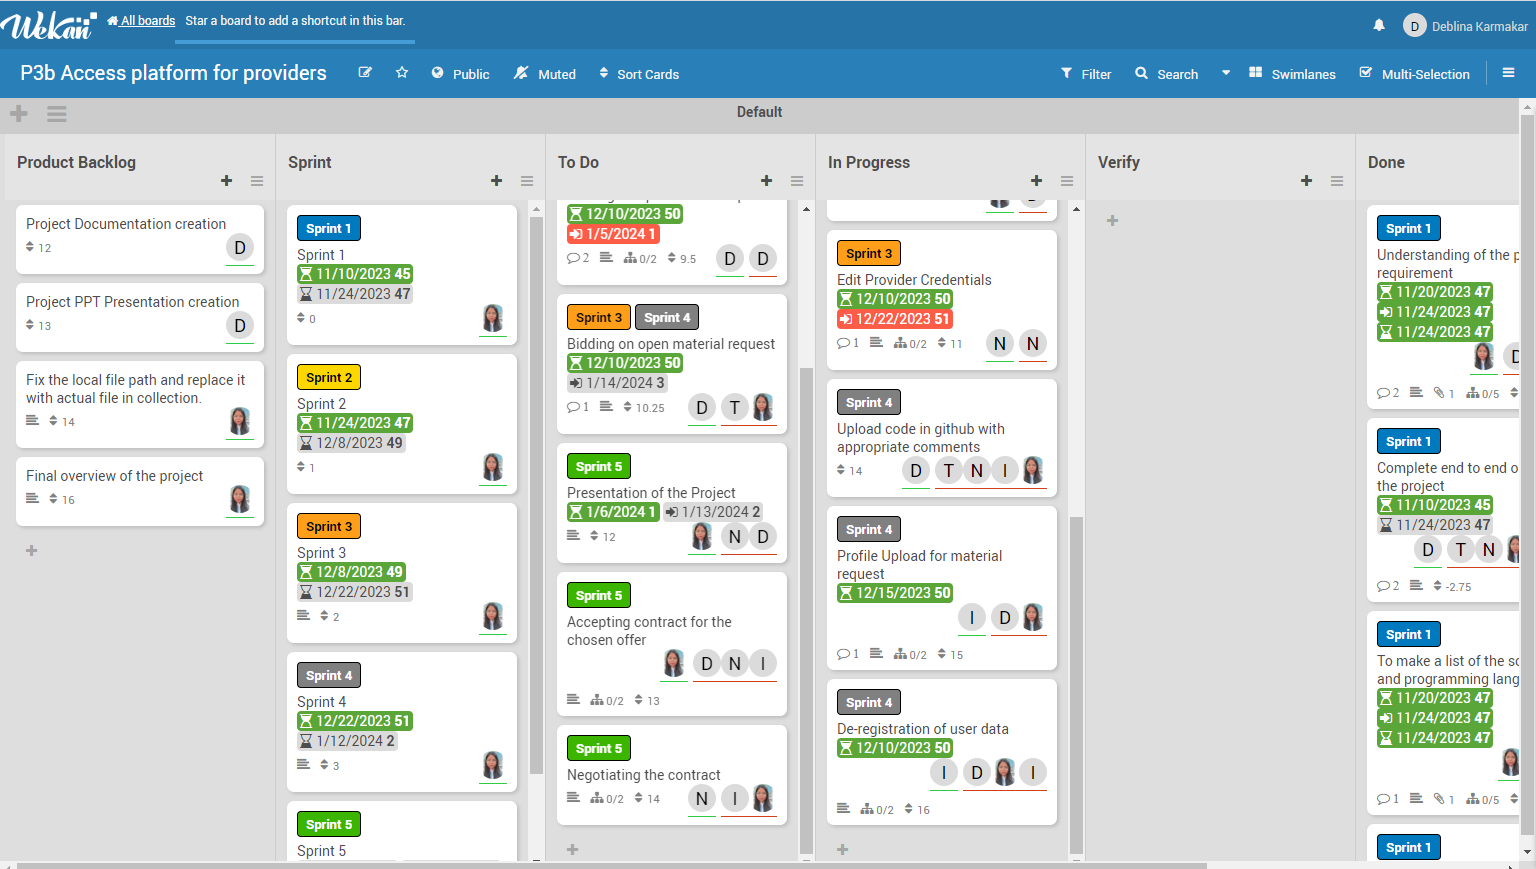 Wekan
All boards
Star a board to add a shortcut in this bar.
D
Deblina Karmakar
P3b Access platform for providers
Public
Muted
Sort Cards
Filter
Search
Swimlanes
Multi-Selection
Default
Product Backlog
Project Documentation creation
12
D
Project PPT Presentation creation
13
D
Fix the local file path and replace it
with actual file in collection.
14
Final overview of the project
16
Sprint
Sprint 1
Sprint 1
11/10/2023 45
11/24/2023 47
0
Sprint 2
Sprint 2
11/24/2023 47
12/8/2023 49
1
Sprint 3
Sprint 3
12/8/2023 49
12/22/2023 51
2
Sprint 4
Sprint 4
12/22/2023 51
1/12/2024 2
3
Sprint 5
Sprint 5
To Do
12/10/2023 50
1/5/2024 1
2 0/2 9.5
D D
Sprint 3 Sprint 4
Bidding on open material request
12/10/2023 50
1/14/2024 3
1 10.25
D T
Sprint 5
Presentation of the Project
1/6/2024 1 1/13/2024 2
12
N D
Sprint 5
Accepting contract for the
chosen offer
D N I
0/2 13
Sprint 5
Negotiating the contract
0/2 14
N I
In Progress
Sprint 3
Edit Provider Credentials
12/10/2023 50
12/22/2023 51
1 0/2 11
N N
Sprint 4
Upload code in github with
appropriate comments
14
D T N I
Sprint 4
Profile Upload for material
request
12/15/2023 50
I D
1 0/2 15
Sprint 4
De-registration of user data
12/10/2023 50
I D I
0/2 16
Verify
Done
Sprint 1
Understanding of the p
requirement
11/20/2023 47
11/24/2023 47
11/24/2023 47
D
2 1 0/5
Sprint 1
Complete end to end o
the project
11/10/2023 45
11/24/2023 47
D T N
2 -2.75
Sprint 1
To make a list of the so
and programming lang
11/20/2023 47
11/24/2023 47
11/24/2023 47
1 1 0/5
Sprint 1